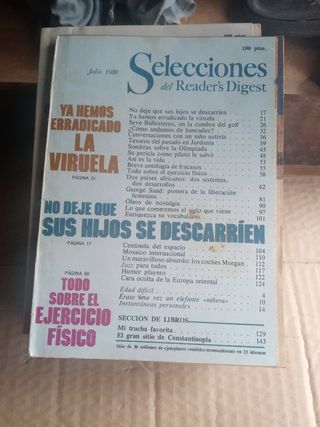 100 ptas.
Julio 1980
Selecciones
del Reader's Digest
YA HEMOS
ERRADICADO
LA
VIRUELA
PÁGINA 21
No deje que sus hijos se descarríen 17
Ya hemos erradicado la viruela 21
Seve Ballesteros, en la cumbre del golf 26
¿Cómo andamos de honradez? 32
Conversaciones con un niño autista 36
Tesoros del pasado en Jordania 39
Sombras sobre la Olimpíada 44
Su pericia como piloto le salvó 48
Así es la vida 53
Breve antología de fracasos 55
Todo sobre el ejercicio físico 58
Dos países africanos: dos sistemas,
dos desarrollos 62
George Sand: pionera de la liberación
femenina
Óleos de nostalgia 81
Lo que comeremos el siglo que viene 90
Enriquezca su vocabulario 97
101
NO DEJE QUE
SUS HIJOS SE DESCARRÍEN
PÁGINA 17
Centinela del espacio 104
Mosaico internacional 110
Un maravilloso absurdo: los coches Morgan 112
Jazz para todos 117
Humor playero 122
Cara oculta de la Europa oriental 124
PÁGINA 58
TODO
SOBRE EL
EJERCICIO
FÍSICO
Edad difícil 4
Érase una vez un elefante «niñera» 10
Instantáneas personales 14
SECCIÓN DE LIBROS
Mi trucha favorita 129
El gran sitio de Constantinopla 143
Más de 30 millones de ejemplares vendidos mensualmente en 15 idiomas